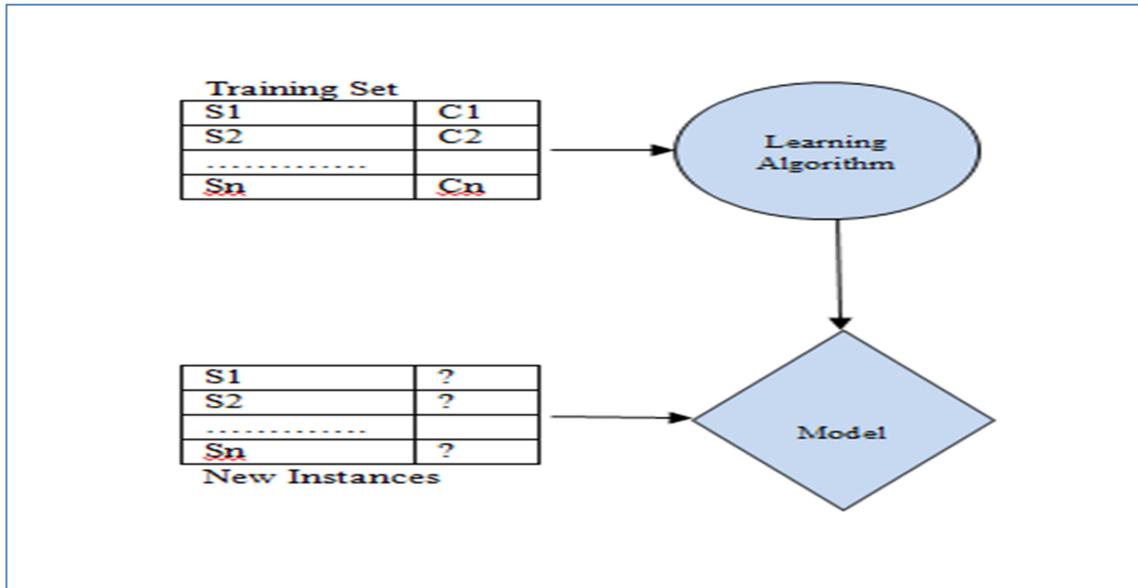 Training Set
S1 C1
S2 C2
.............
Sn Cn
Learning
Algorithm
S1 ?
S2 ?
.............
Sn ?
New Instances
Model